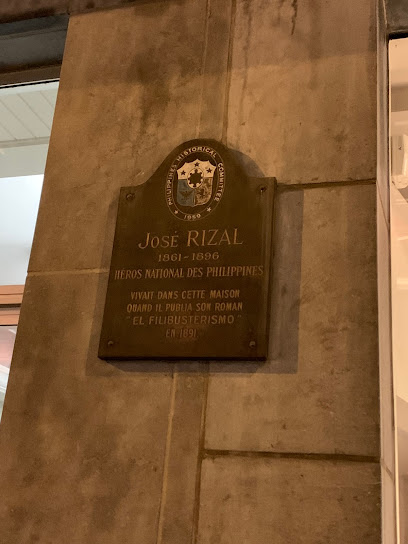 PHILIPPINES HISTORICAL COMMITTEE
1959
JOSÉ RIZAL
1861-1896
HÉROS NATIONAL DES PHILIPPINES
VIVAIT DANS CETTE MAISON
QUAND IL PUBLIA SON ROMAN
"EL FILIBUSTERISMO"
EN 1891